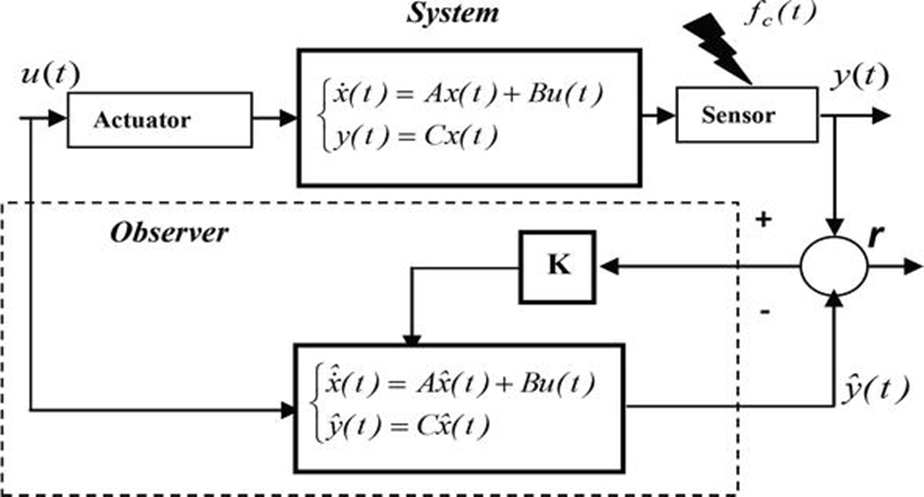 System
f_c(t)
u(t)
y(t)
Actuator
ẋ(t) = Ax(t) + Bu(t)
y(t) = Cx(t)
Sensor
Observer
+
r
K
-
x̂̇(t) = Ax̂(t) + Bu(t)
ŷ(t) = Cx̂(t)
ŷ(t)